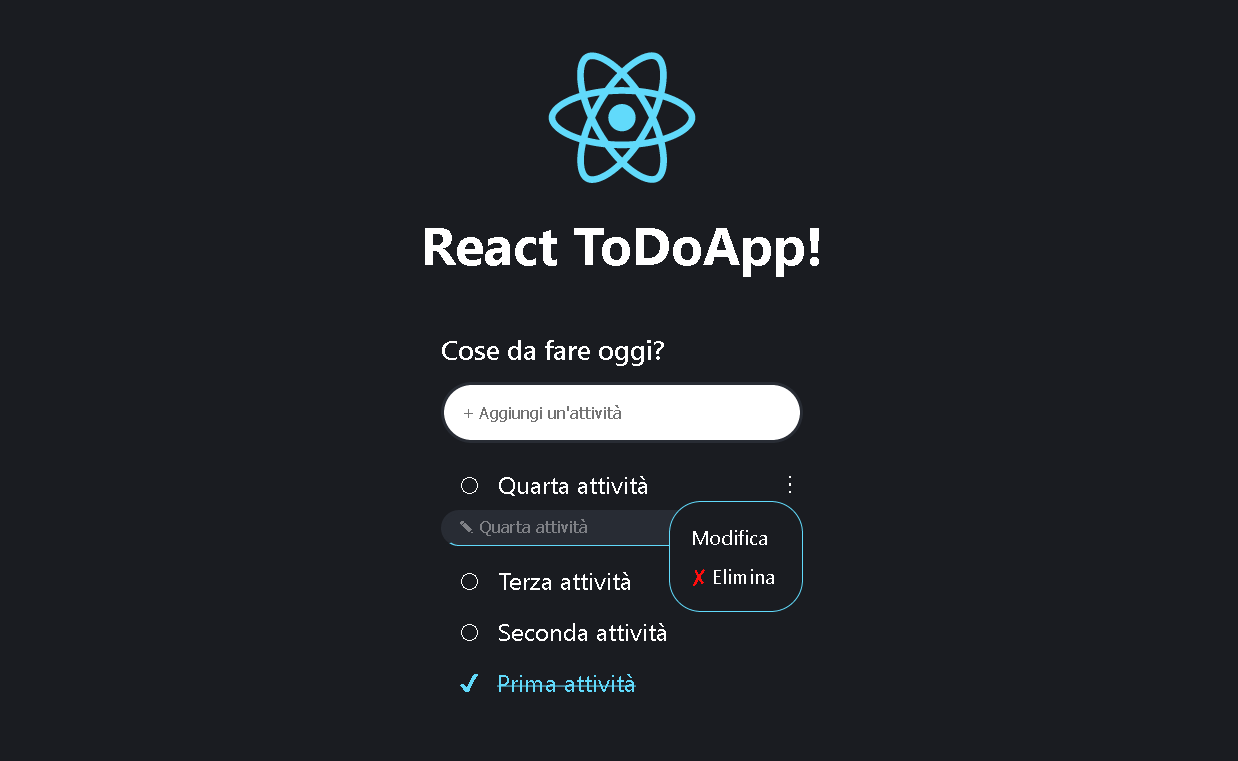 React ToDoApp!
Cose da fare oggi?
+ Aggiungi un'attività
Quarta attività
Quarta attività
Modifica
✗ Elimina
Terza attività
Seconda attività
Prima attività